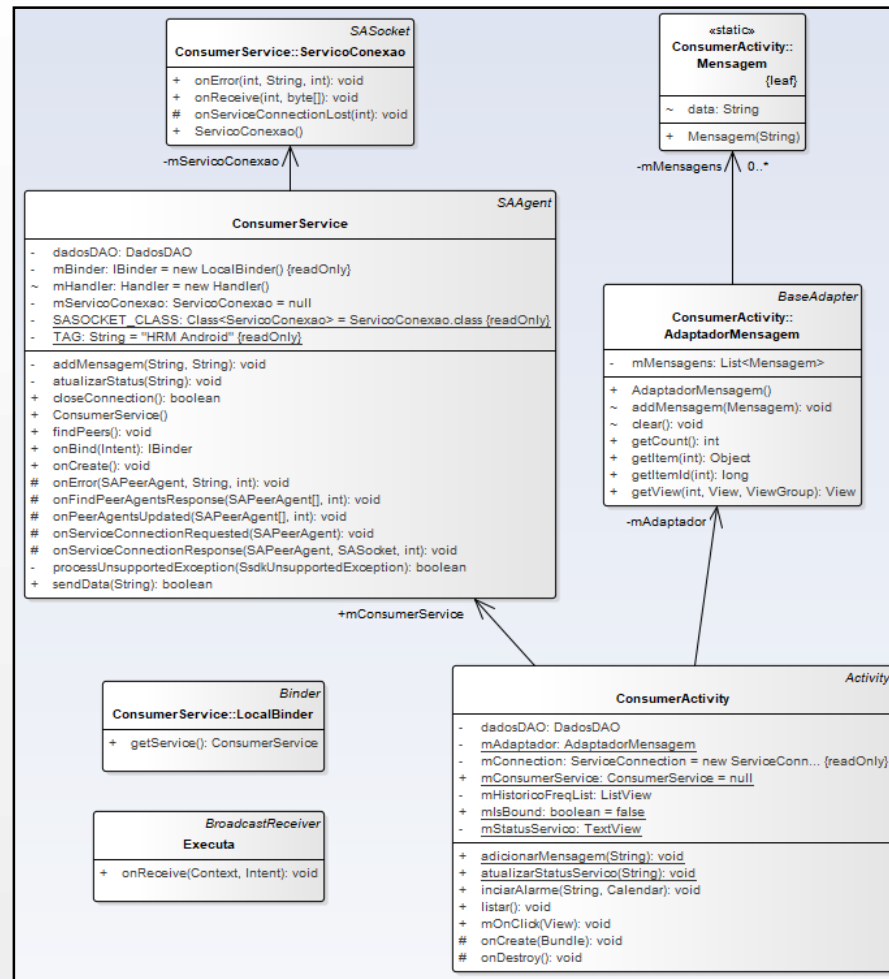 SASocket
ConsumerService::ServicoConexao
+ onError(int, String, int): void
+ onReceive(int, byte[]): void
# onServiceConnectionLost(int): void
+ ServicoConexao()
-mServicoConexao
«static»
ConsumerActivity::
Mensagem
{leaf}
~ data: String
+ Mensagem(String)
-mMensagens 0..*
SAAgent
ConsumerService
- dadosDAO: DadosDAO
- mBinder: IBinder = new LocalBinder() {readOnly}
~ mHandler: Handler = new Handler()
- mServicoConexao: ServicoConexao = null
- SASOCKET_CLASS: Class<ServicoConexao> = ServicoConexao.class {readOnly}
- TAG: String = "HRM Android" {readOnly}
- addMensagem(String, String): void
- atualizarStatus(String): void
+ closeConnection(): boolean
+ ConsumerService()
+ findPeers(): void
+ onBind(Intent): IBinder
+ onCreate(): void
# onError(SAPeerAgent, String, int): void
# onFindPeerAgentsResponse(SAPeerAgent[], int): void
# onPeerAgentsUpdated(SAPeerAgent[], int): void
# onServiceConnectionRequested(SAPeerAgent): void
# onServiceConnectionResponse(SAPeerAgent, SASocket, int): void
- processUnsupportedException(SsdkUnsupportedException): boolean
+ sendData(String): boolean
+mConsumerService
BaseAdapter
ConsumerActivity::
AdaptadorMensagem
- mMensagens: List<Mensagem>
+ AdaptadorMensagem()
~ addMensagem(Mensagem): void
~ clear(): void
+ getCount(): int
+ getItem(int): Object
+ getItemId(int): long
+ getView(int, View, ViewGroup): View
-mAdaptador
Binder
ConsumerService::LocalBinder
+ getService(): ConsumerService
BroadcastReceiver
Executa
+ onReceive(Context, Intent): void
Activity
ConsumerActivity
- dadosDAO: DadosDAO
- mAdaptador: AdaptadorMensagem
- mConnection: ServiceConnection = new ServiceConn... {readOnly}
+ mConsumerService: ConsumerService = null
- mHistoricoFreqList: ListView
+ mIsBound: boolean = false
- mStatusServico: TextView
+ adicionarMensagem(String): void
+ atualizarStatusServico(String): void
+ inciarAlarme(String, Calendar): void
+ listar(): void
+ mOnClick(View): void
# onCreate(Bundle): void
# onDestroy(): void